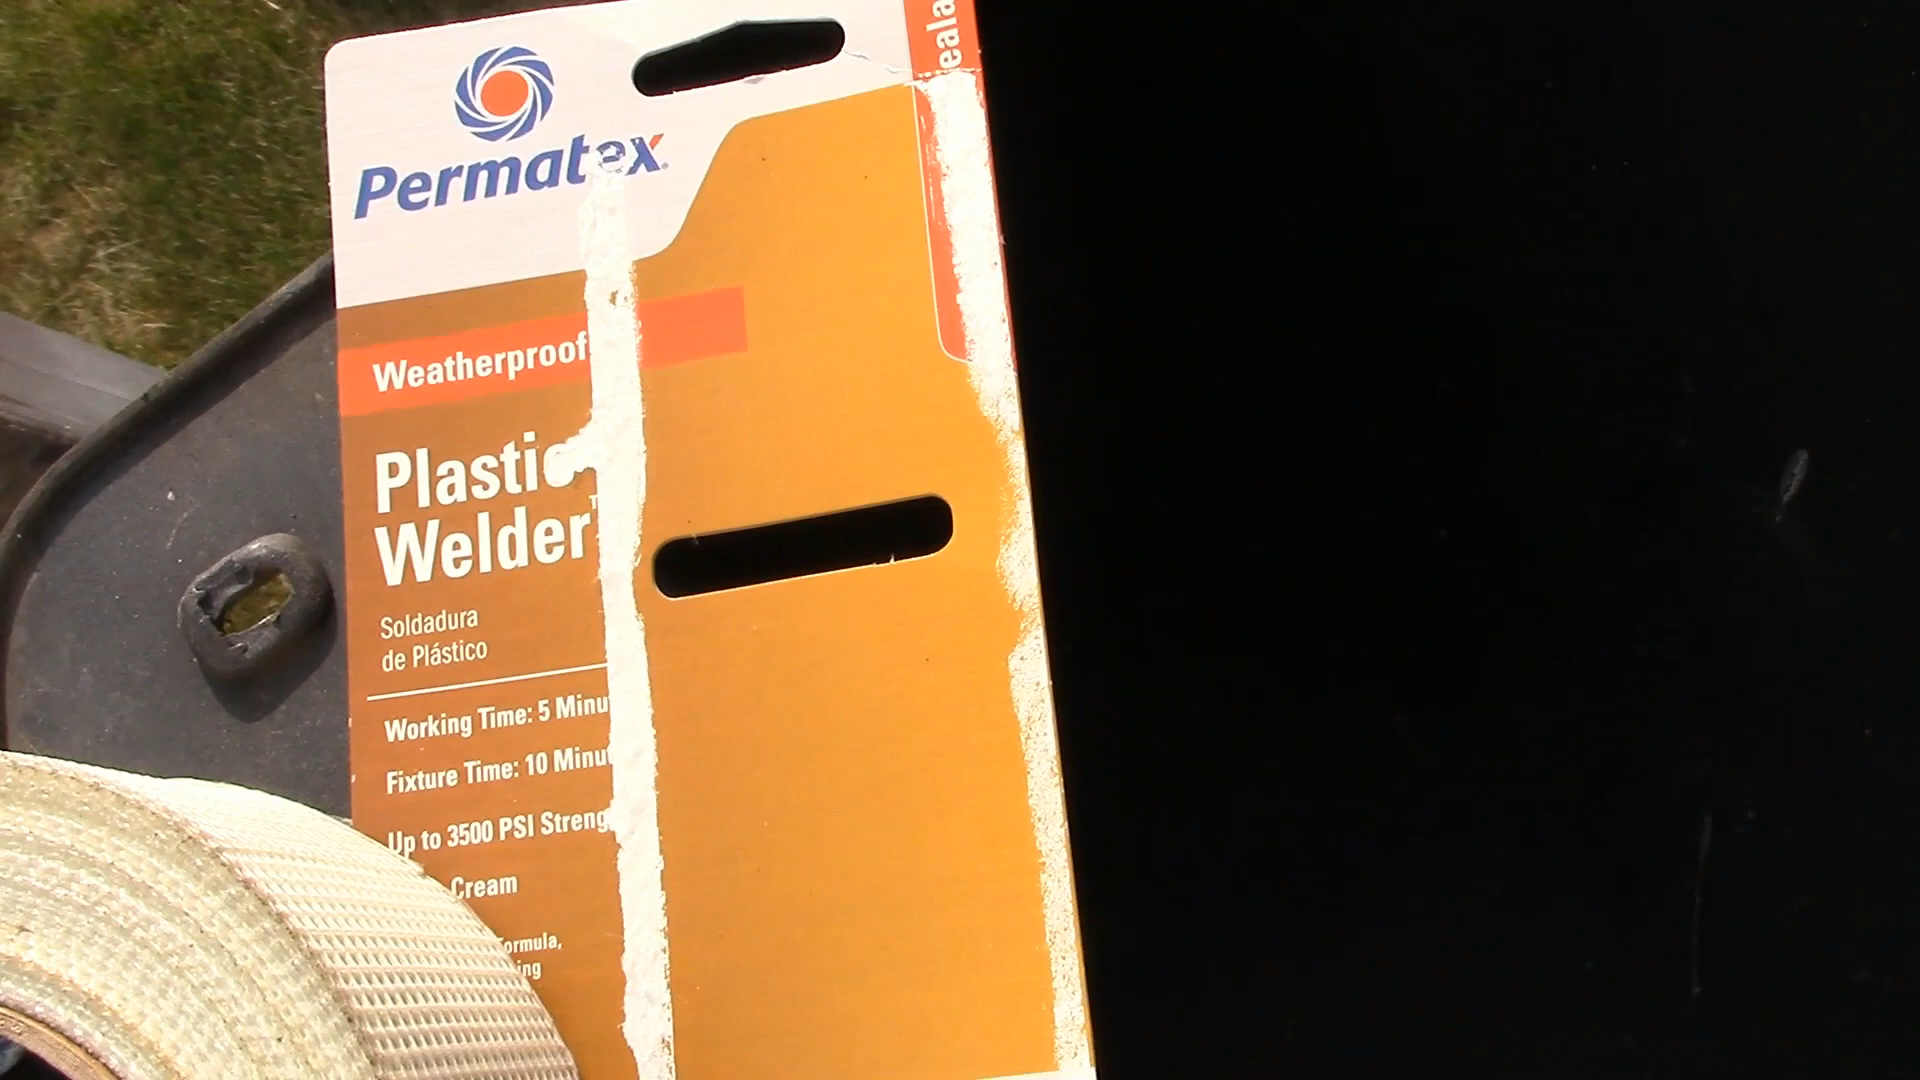 Permatex
Weatherproof
Plastic
Welder
Soldadura
de Plástico
Working Time: 5 Minu
Fixture Time: 10 Minut
Up to 3500 PSI Streng
Cream
ormula,
ing
eala